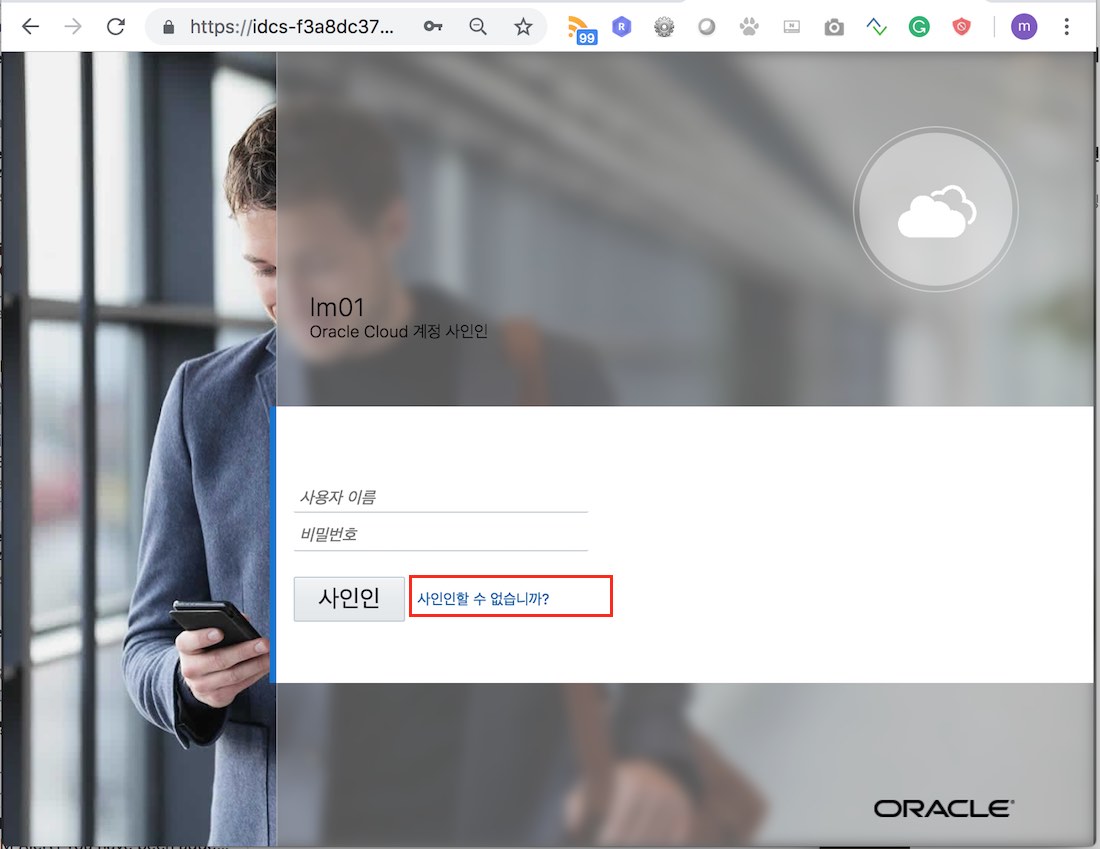 https://idcs-f3a8dc37...
99
R
m
lm01
Oracle Cloud 계정 사인인
사용자 이름
비밀번호
사인인
사인인할 수 없습니까?
ORACLE